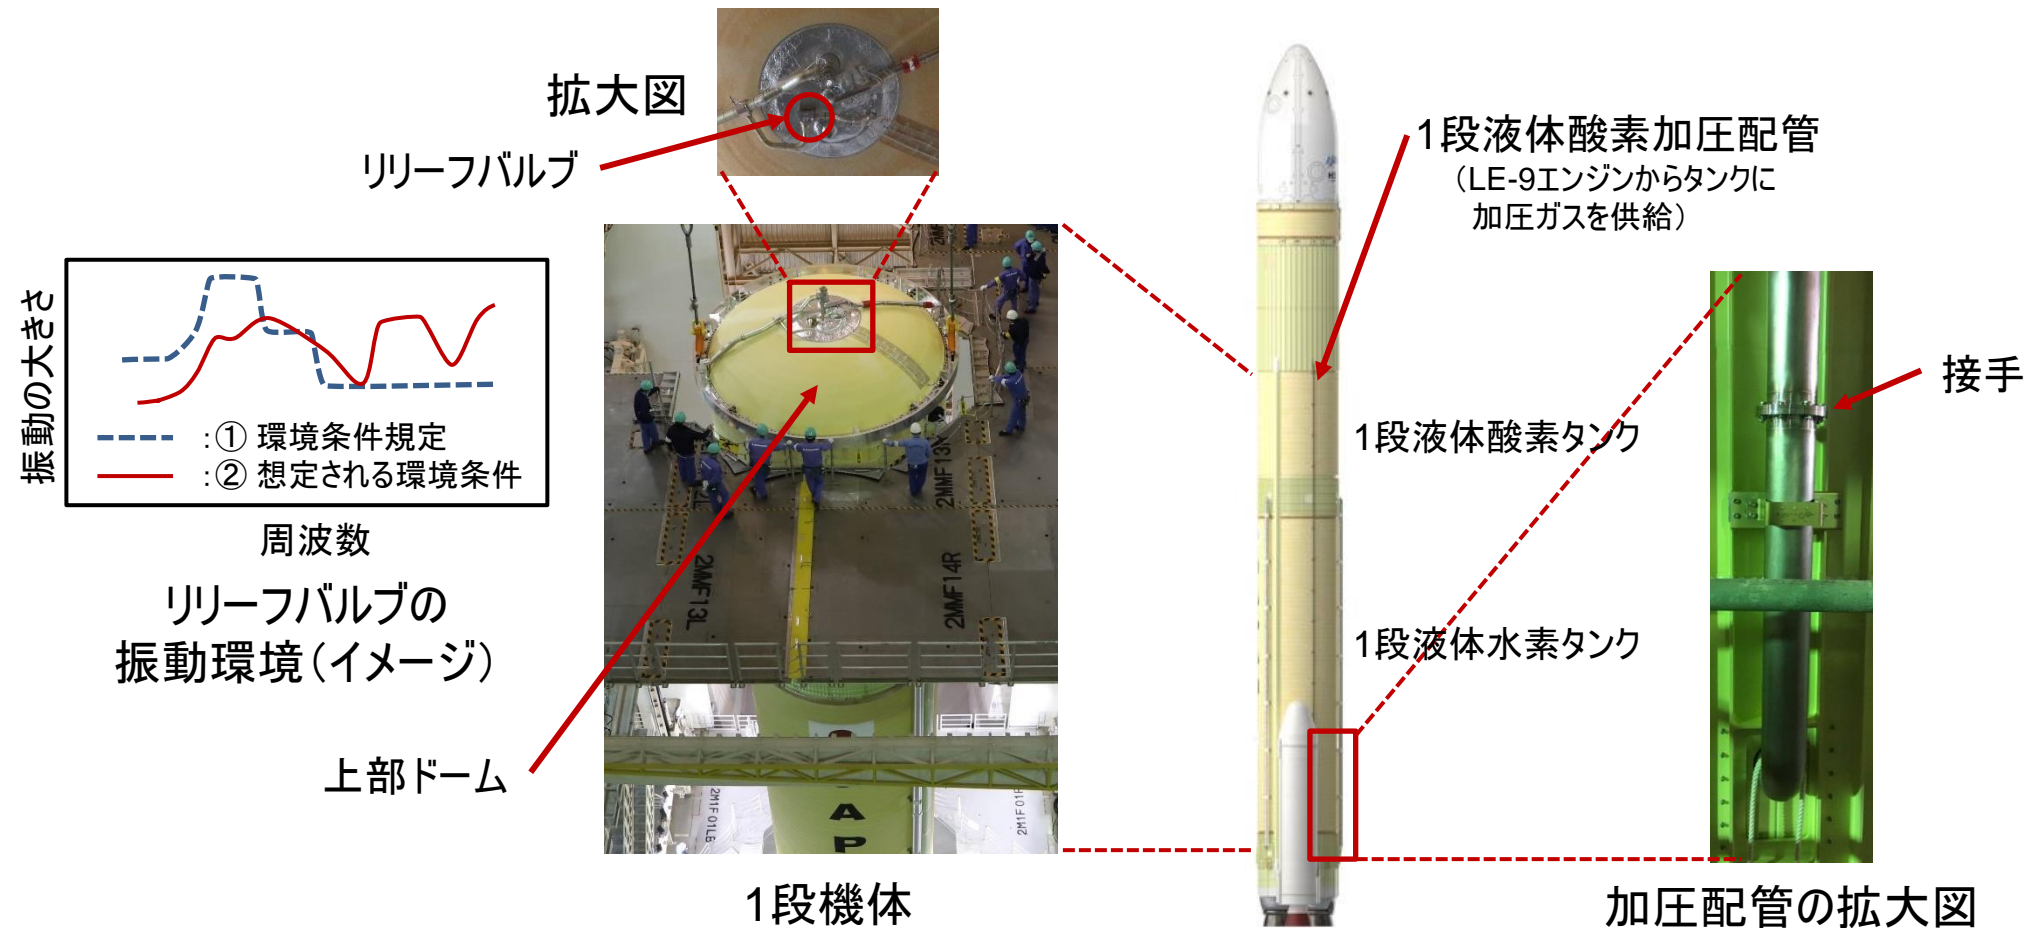 拡大図
リリーフバルブ
振動の大きさ
:① 環境条件規定
:② 想定される環境条件
周波数
リリーフバルブの
振動環境(イメージ)
上部ドーム
2MMF13L
2MMF14R
2MMF13N
2M1F01LB
2M1F01F
A
P
1段機体
H3
1段液体酸素加圧配管
(LE-9エンジンからタンクに
加圧ガスを供給)
1段液体酸素タンク
1段液体水素タンク
接手
加圧配管の拡大図